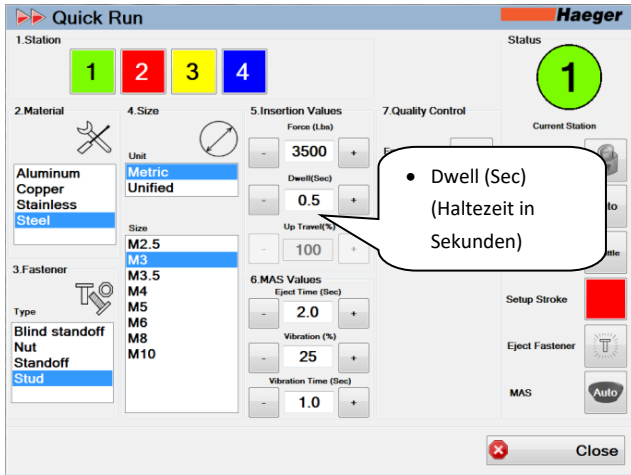 Quick Run
Haeger
1.Station
1
2
3
4
Status
1
Current Station
2.Material
Aluminum
Copper
Stainless
Steel
3.Fastener
Type
Blind standoff
Nut
Standoff
Stud
4.Size
Unit
Metric
Unified
Size
M2.5
M3
M3.5
M4
M5
M6
M8
M10
5.Insertion Values
Force (Lbs)
- 3500 +
Dwell(Sec)
- 0.5 +
Up Travel(%)
- 100 +
6.MAS Values
Eject Time (Sec)
- 2.0 +
Vibration (%)
- 25 +
Vibration Time (Sec)
- 1.0 +
7.Quality Control
• Dwell (Sec)
(Haltezeit in
Sekunden)
Setup Stroke
Eject Fastener
MAS
Auto
Close